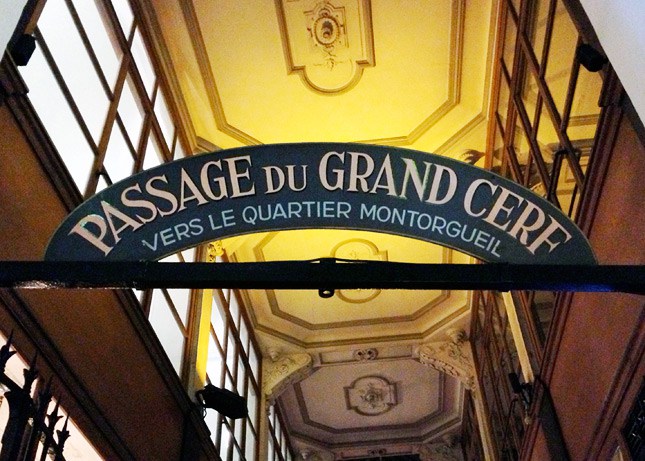 PASSAGE DU GRAND CERF
VERS LE QUARTIER MONTORGUEIL